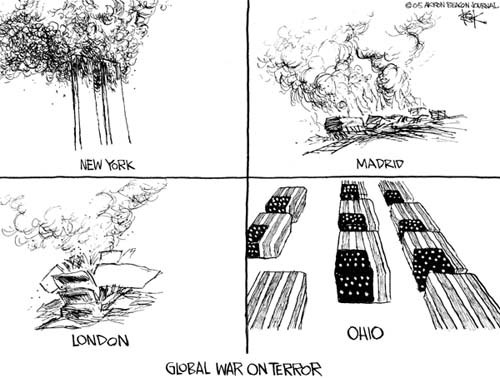 ©05 AKRON BEACON JOURNAL
NEW YORK
MADRID
LONDON
OHIO
GLOBAL WAR ON TERROR